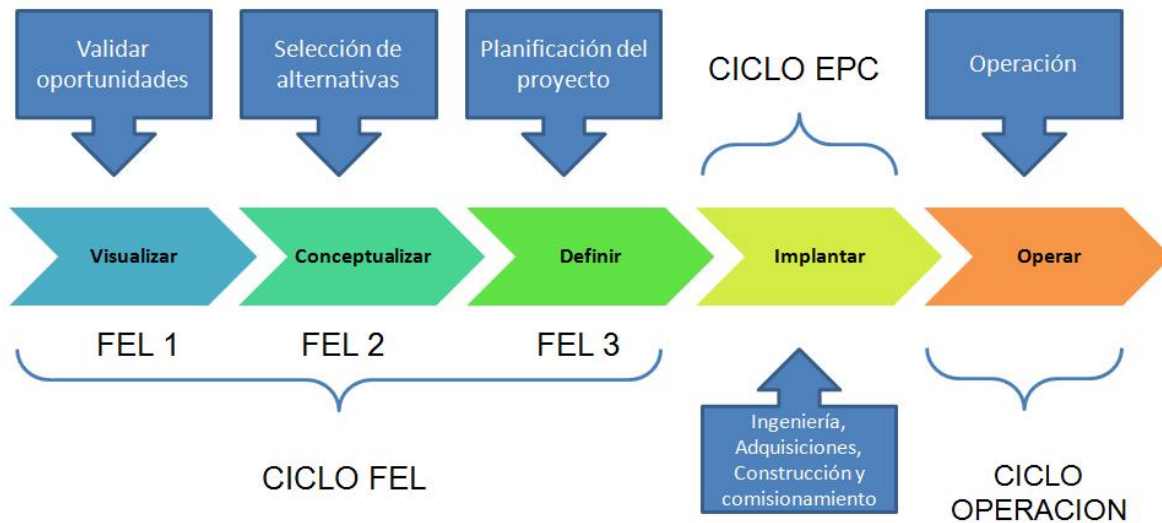 Validar
oportunidades
Selección de
alternativas
Planificación del
proyecto
CICLO EPC
Operación
Visualizar
Conceptualizar
Definir
Implantar
Operar
FEL 1
FEL 2
FEL 3
CICLO FEL
Ingeniería,
Adquisiciones,
Construcción y
comisionamiento
CICLO
OPERACION